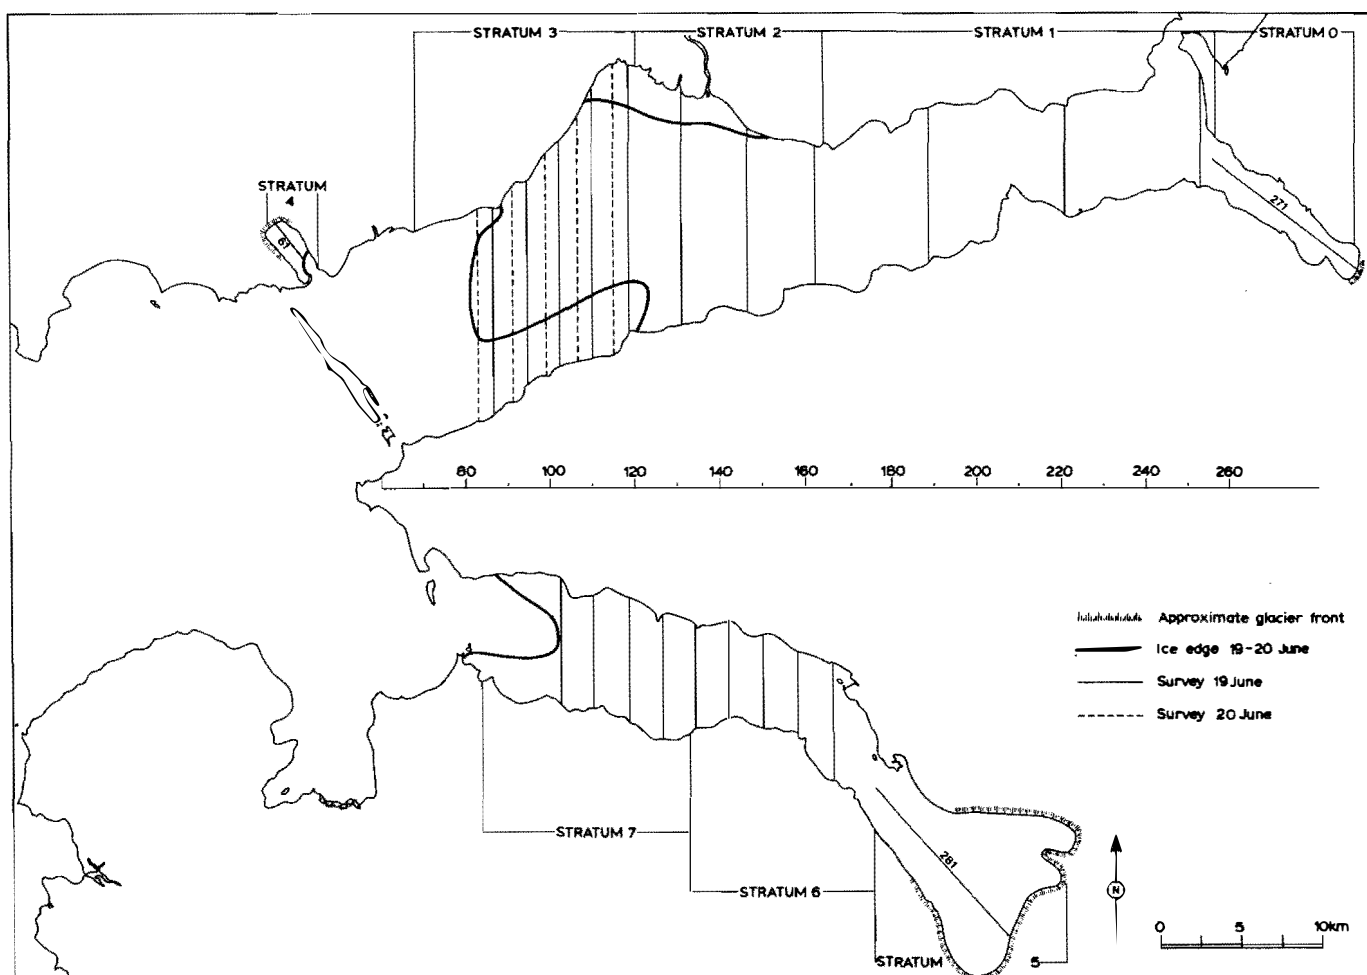 STRATUM 3
STRATUM 2
STRATUM 1
STRATUM 0
STRATUM
4
67
271
80 100 120 140 160 180 200 220 240 260
Approximate glacier front
Ice edge 19-20 June
Survey 19 June
Survey 20 June
STRATUM 7
281
STRATUM 6
N
0 5 10km
STRATUM 5